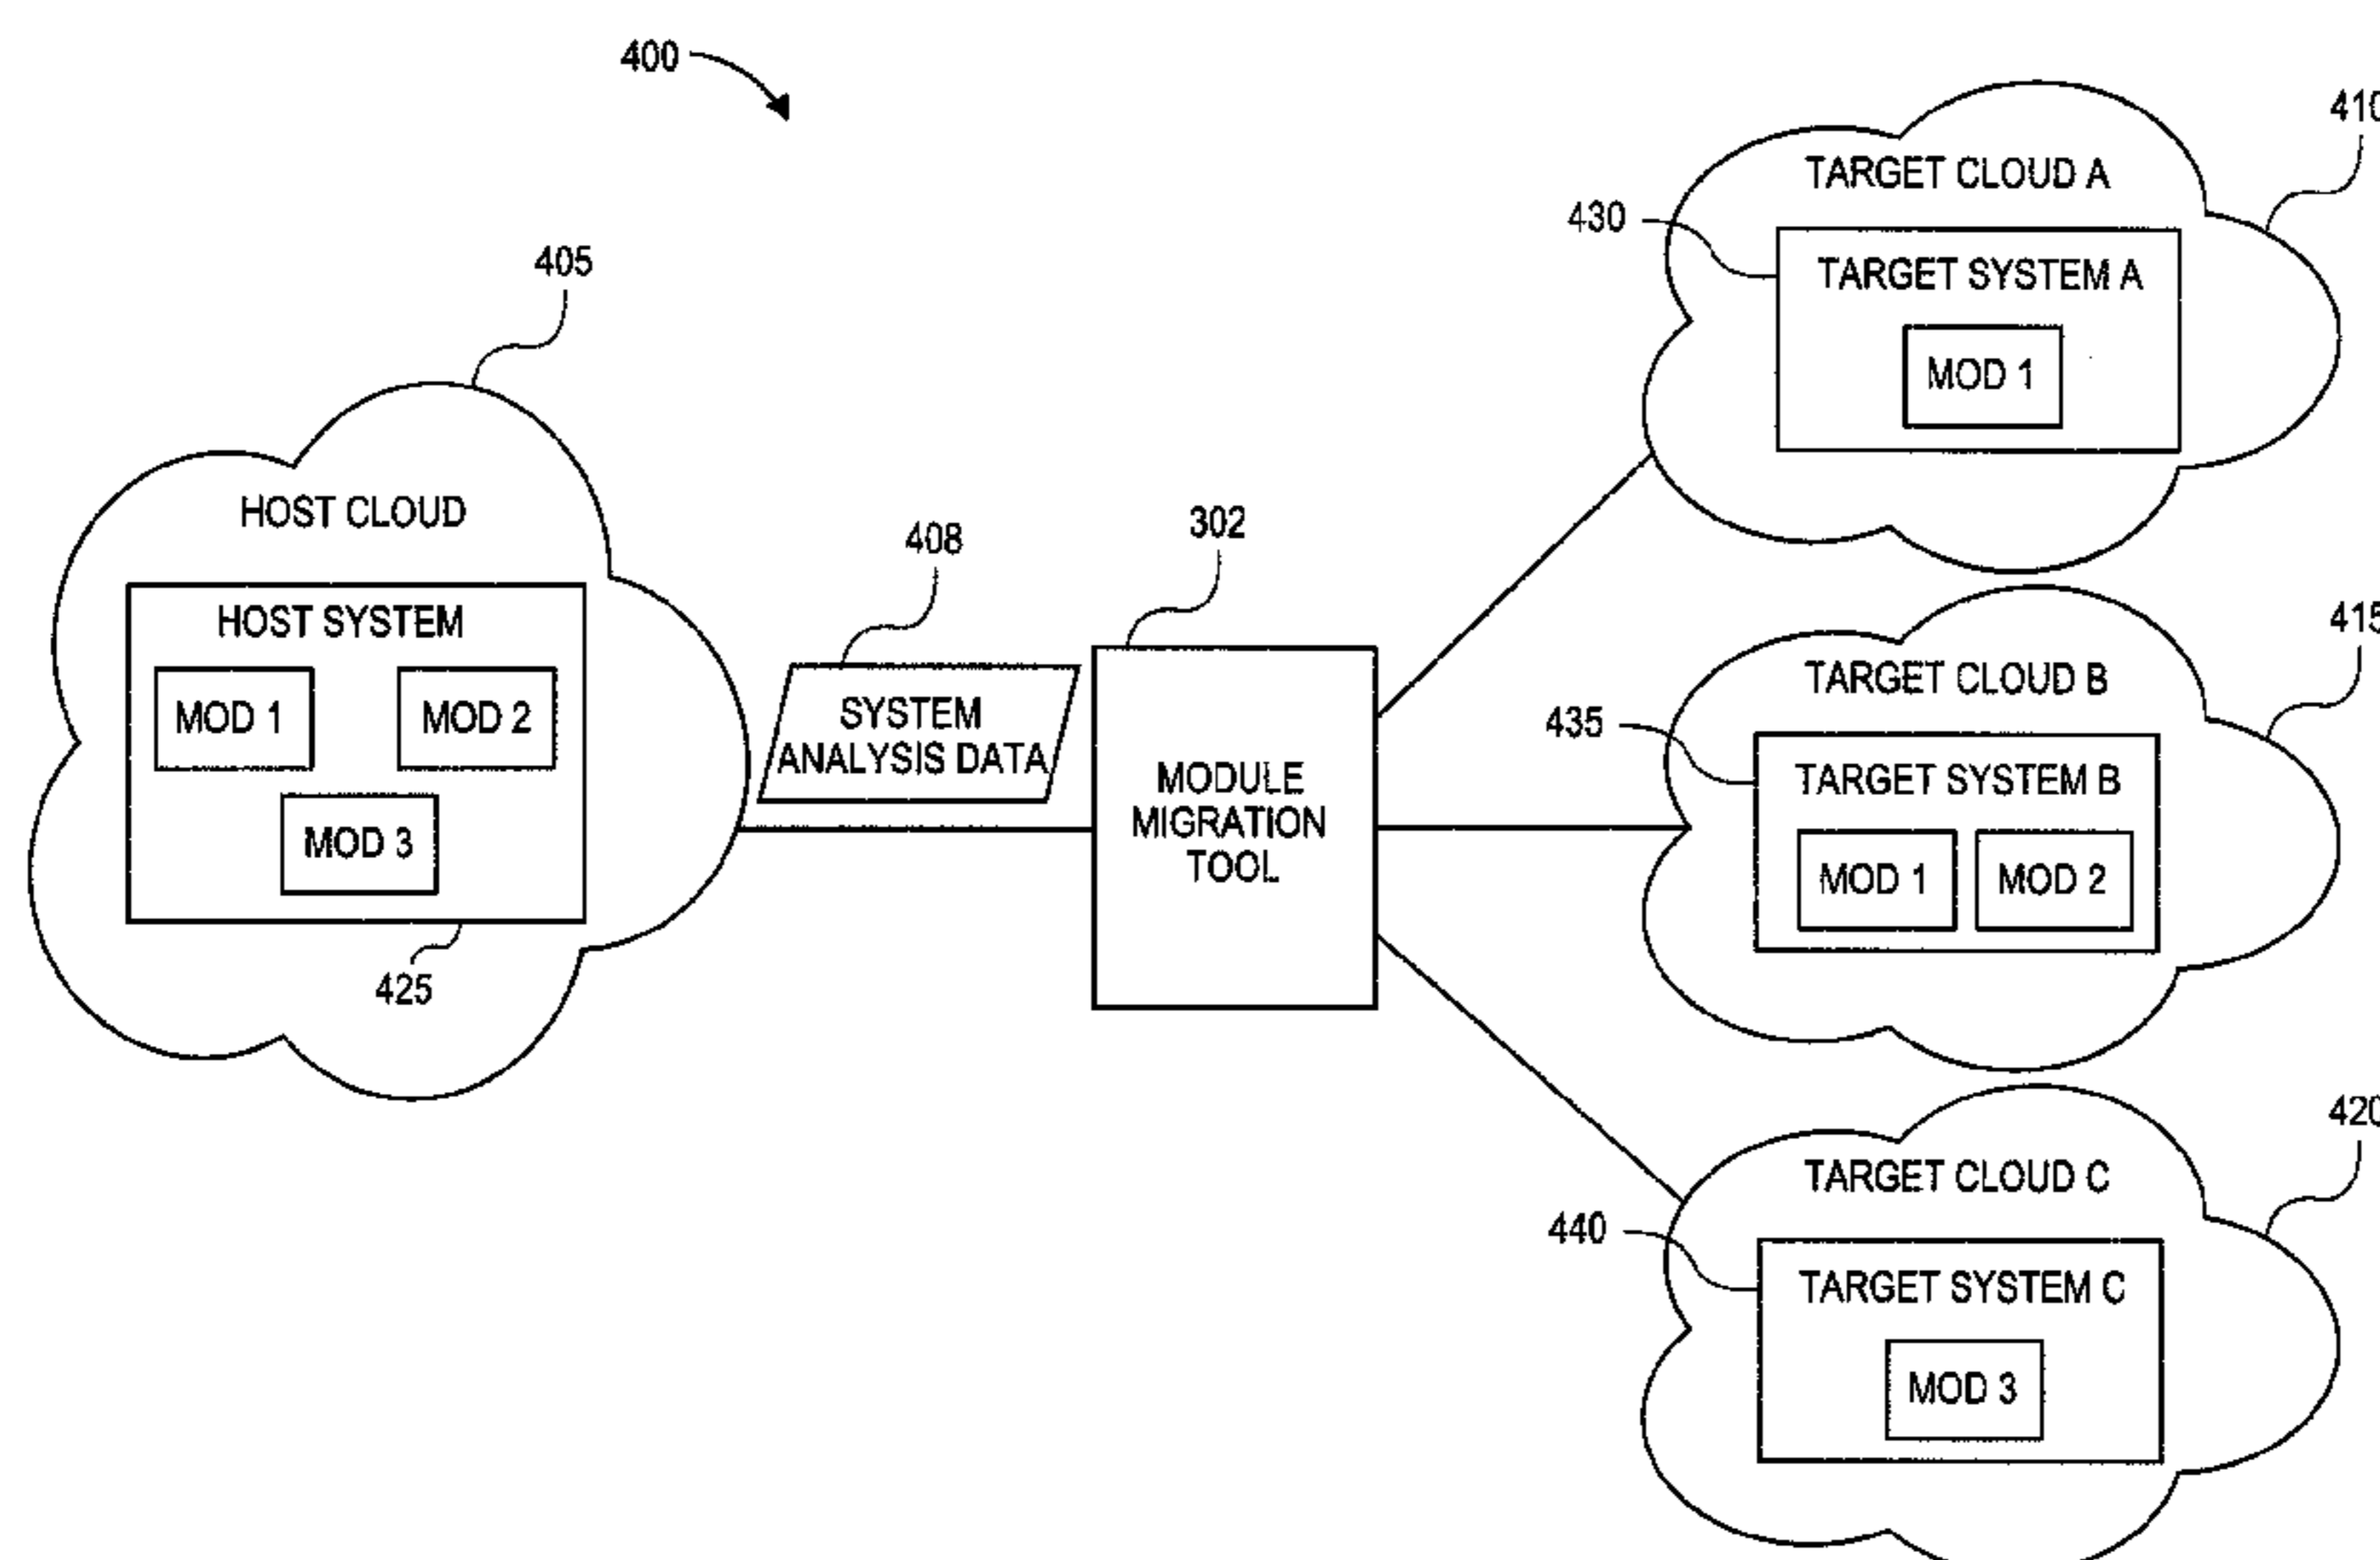 400
410
TARGET CLOUD A
430
TARGET SYSTEM A
MOD 1
405
HOST CLOUD
HOST SYSTEM
MOD 1
MOD 2
MOD 3
425
408
SYSTEM
ANALYSIS DATA
302
MODULE
MIGRATION
TOOL
415
TARGET CLOUD B
435
TARGET SYSTEM B
MOD 1
MOD 2
420
TARGET CLOUD C
440
TARGET SYSTEM C
MOD 3